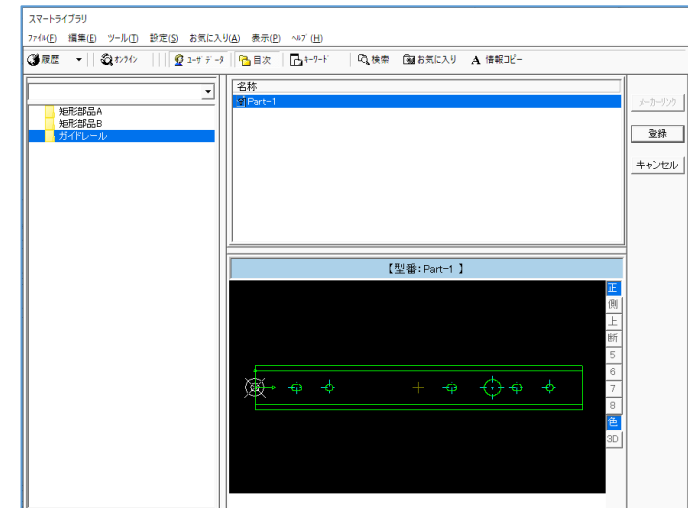 スマートライブラリ
ファイル(F) 編集(E) ツール(T) 設定(S) お気に入り(A) 表示(P) ヘルプ(H)
履歴 オンライン ユーザ データ 目次 キーワード 検索 お気に入り A 情報コピー
矩形部品A
矩形部品B
ガイドレール
名称
Part-1
メーカーリンク
登録
キャンセル
【型番:Part-1 】
正
側
上
断
5
6
7
8
色
3D